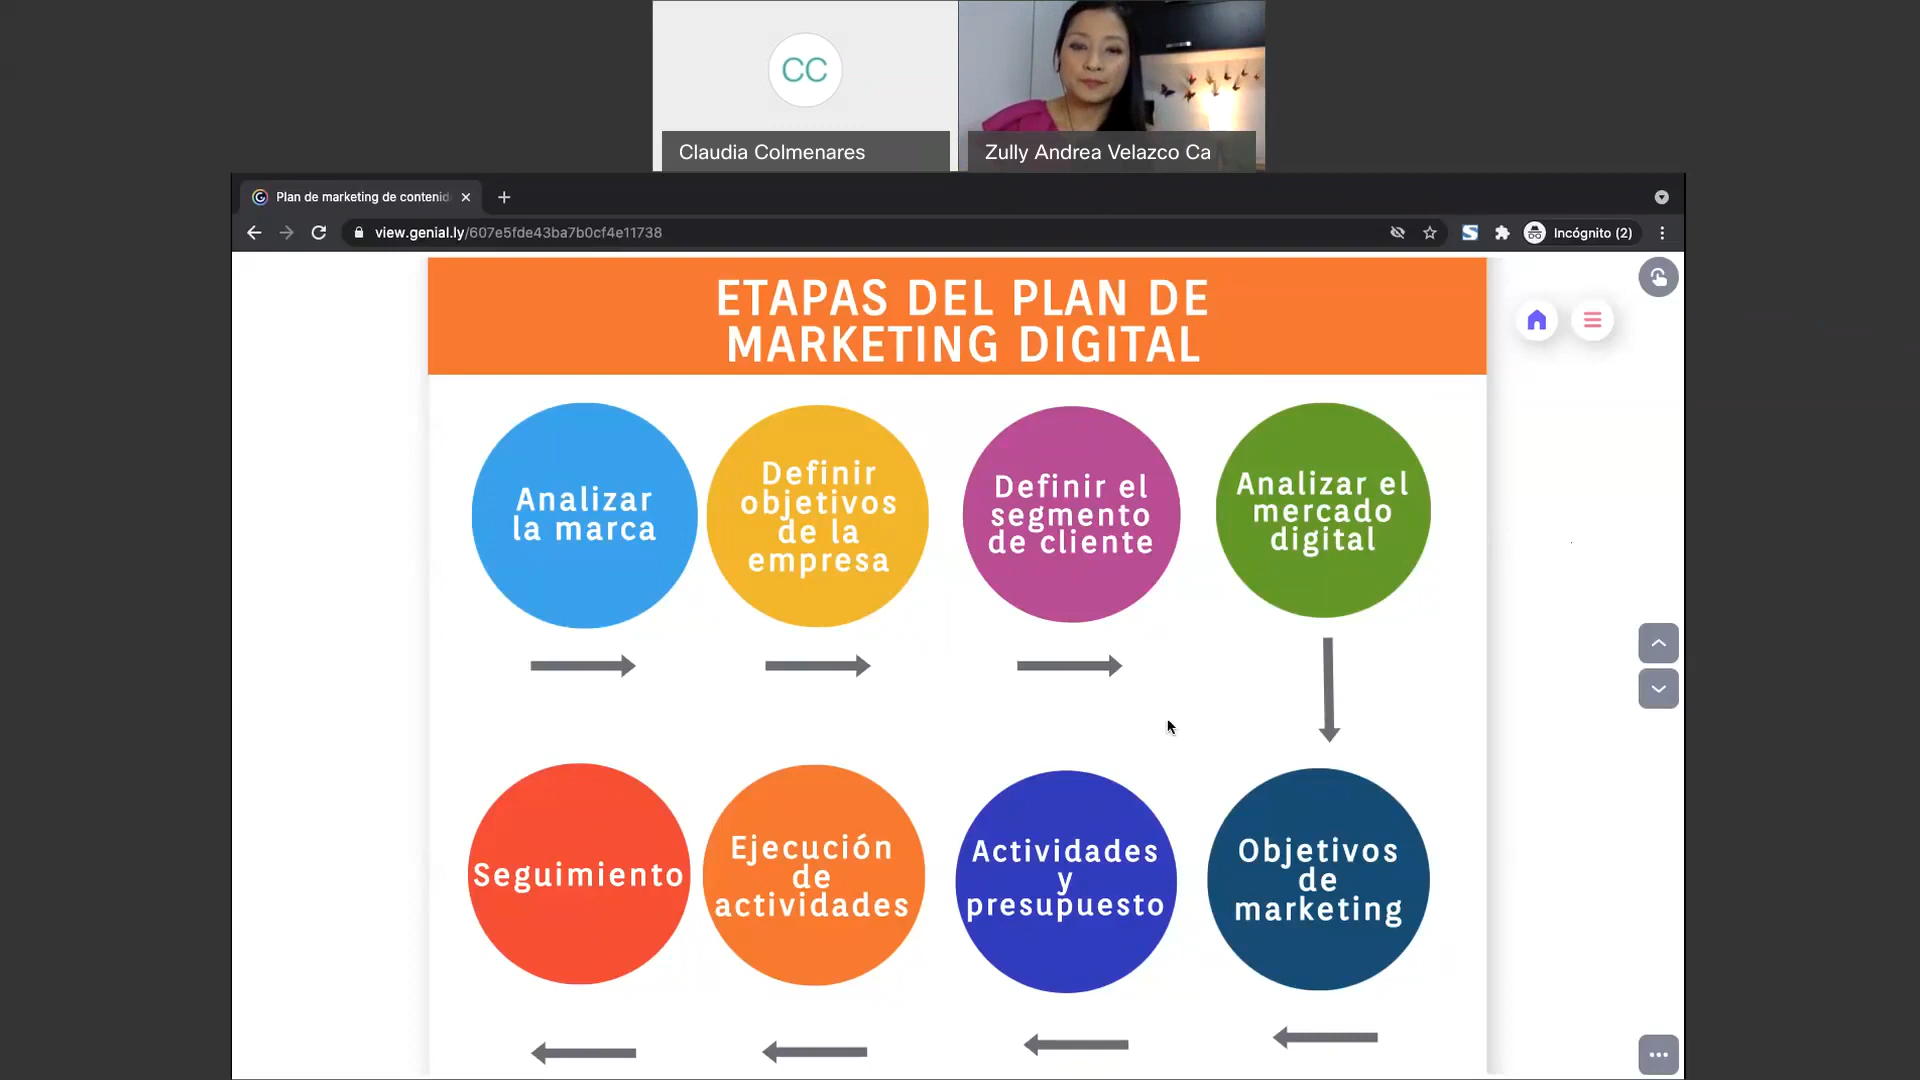 CC
Claudia Colmenares
Zully Andrea Velazco Ca
Plan de marketing de contenid
view.genial.ly/607e5fde43ba7b0cf4e11738
Incógnito (2)
ETAPAS DEL PLAN DE
MARKETING DIGITAL
Analizar
la marca
Definir
objetivos
de la
empresa
Definir el
segmento
de cliente
Analizar el
mercado
digital
Seguimiento
Ejecución
de
actividades
Actividades
y
presupuesto
Objetivos
de
marketing